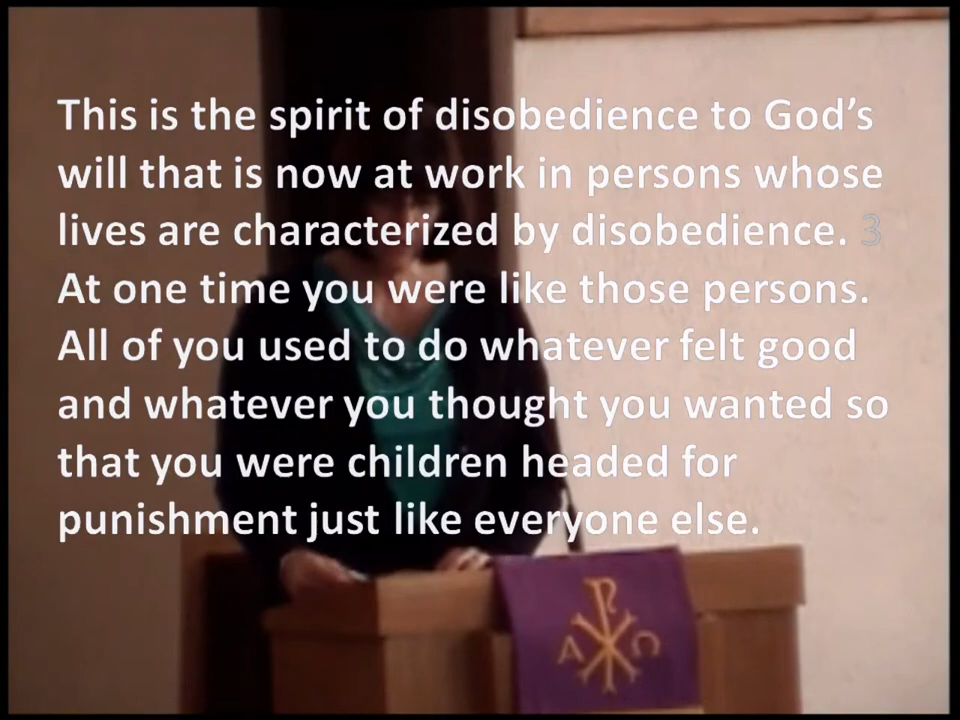 This is the spirit of disobedience to God’s
will that is now at work in persons whose
lives are characterized by disobedience. 3
At one time you were like those persons.
All of you used to do whatever felt good
and whatever you thought you wanted so
that you were children headed for
punishment just like everyone else.
Α Ω